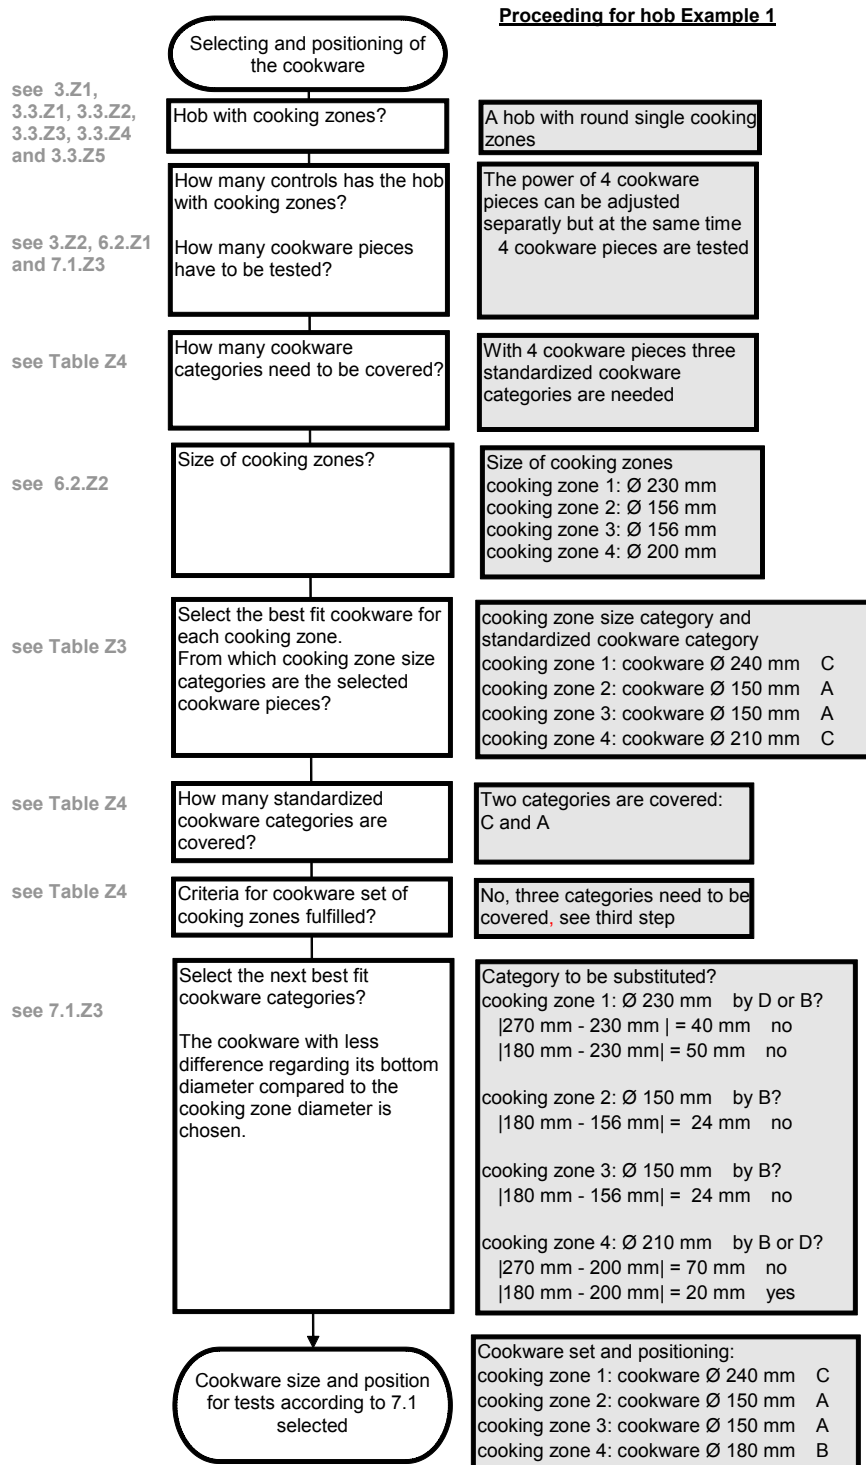 Proceeding for hob Example 1
Selecting and positioning of
the cookware
see 3.Z1,
3.3.Z1, 3.3.Z2,
3.3.Z3, 3.3.Z4
and 3.3.Z5
Hob with cooking zones?
A hob with round single cooking
zones
see 3.Z2, 6.2.Z1
and 7.1.Z3
How many controls has the hob
with cooking zones?
How many cookware pieces
have to be tested?
The power of 4 cookware
pieces can be adjusted
separatly but at the same time
4 cookware pieces are tested
see Table Z4
How many cookware
categories need to be covered?
With 4 cookware pieces three
standardized cookware
categories are needed
see 6.2.Z2
Size of cooking zones?
Size of cooking zones
cooking zone 1: Ø 230 mm
cooking zone 2: Ø 156 mm
cooking zone 3: Ø 156 mm
cooking zone 4: Ø 200 mm
see Table Z3
Select the best fit cookware for
each cooking zone.
From which cooking zone size
categories are the selected
cookware pieces?
cooking zone size category and
standardized cookware category
cooking zone 1: cookware Ø 240 mm C
cooking zone 2: cookware Ø 150 mm A
cooking zone 3: cookware Ø 150 mm A
cooking zone 4: cookware Ø 210 mm C
see Table Z4
How many standardized
cookware categories are
covered?
Two categories are covered:
C and A
see Table Z4
Criteria for cookware set of
cooking zones fulfilled?
No, three categories need to be
covered, see third step
see 7.1.Z3
Select the next best fit
cookware categories?
The cookware with less
difference regarding its bottom
diameter compared to the
cooking zone diameter is
chosen.
Category to be substituted?
cooking zone 1: Ø 230 mm by D or B?
|270 mm - 230 mm | = 40 mm no
|180 mm - 230 mm| = 50 mm no
cooking zone 2: Ø 150 mm by B?
|180 mm - 156 mm| = 24 mm no
cooking zone 3: Ø 150 mm by B?
|180 mm - 156 mm| = 24 mm no
cooking zone 4: Ø 210 mm by B or D?
|270 mm - 200 mm| = 70 mm no
|180 mm - 200 mm| = 20 mm yes
Cookware size and position
for tests according to 7.1
selected
Cookware set and positioning:
cooking zone 1: cookware Ø 240 mm C
cooking zone 2: cookware Ø 150 mm A
cooking zone 3: cookware Ø 150 mm A
cooking zone 4: cookware Ø 180 mm B